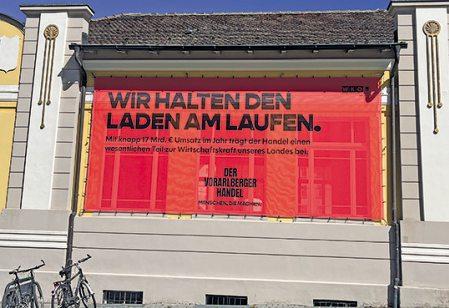 WKO
WIR HALTEN DEN
LADEN AM LAUFEN.
Mit knapp 17 Mrd. € Umsatz im Jahr trägt der Handel einen
wesentlichen Teil zur Wirtschaftskraft unseres Landes bei.
DER
VORARLBERGER
HANDEL
MENSCHEN, DIE MACHEN.